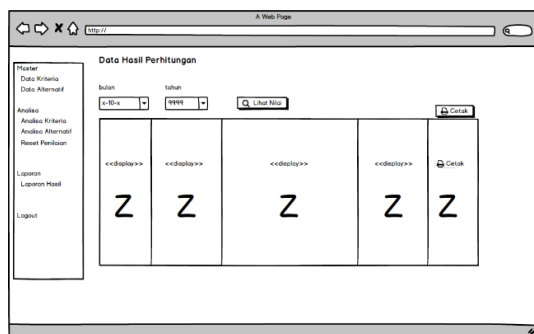 A Web Page
http://
Master
Data Kriteria
Data Alternatif
Analisa
Analisa Kriteria
Analisa Alternatif
Reset Penilaian
Laporan
Laporan Hasil
Logout
Data Hasil Perhitungan
bulan tahun
x-10-x 9999 Lihat Nilai
Cetak
<<display>> <<display>> <<display>> <<display>> Cetak
Z Z Z Z Z